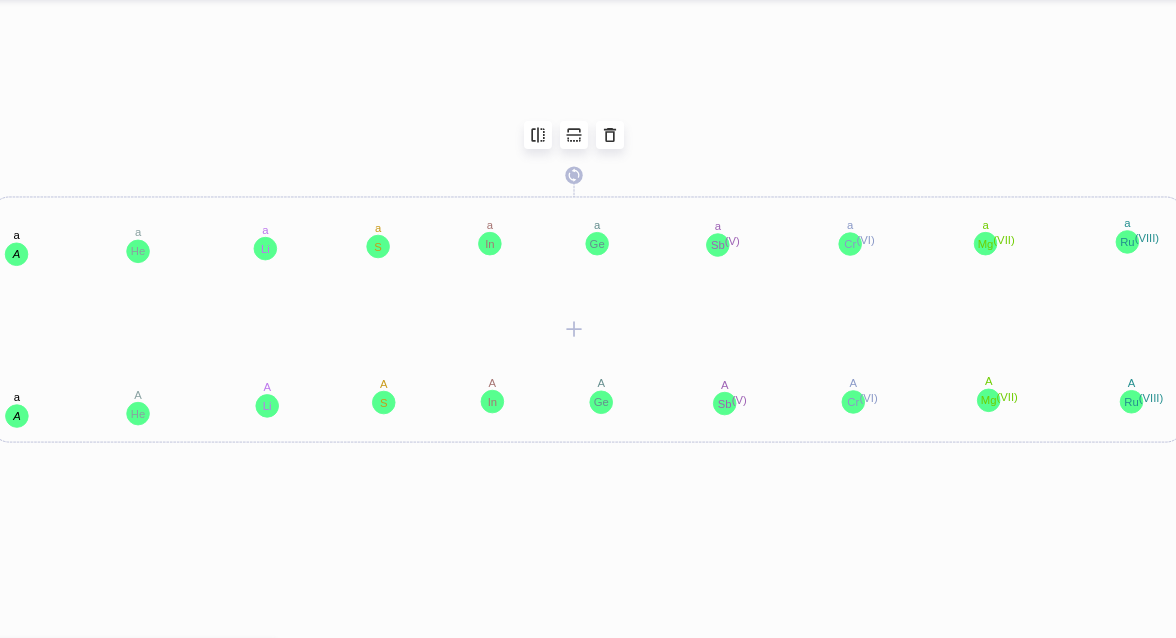 a a a a a a a a a a
A He Li S In Ge Sb(V) Cr(VI) Mg(VII) Ru(VIII)
a A A A A A A A A A
A He Li S In Ge Sb(V) Cr(VI) Mg(VII) Ru(VIII)